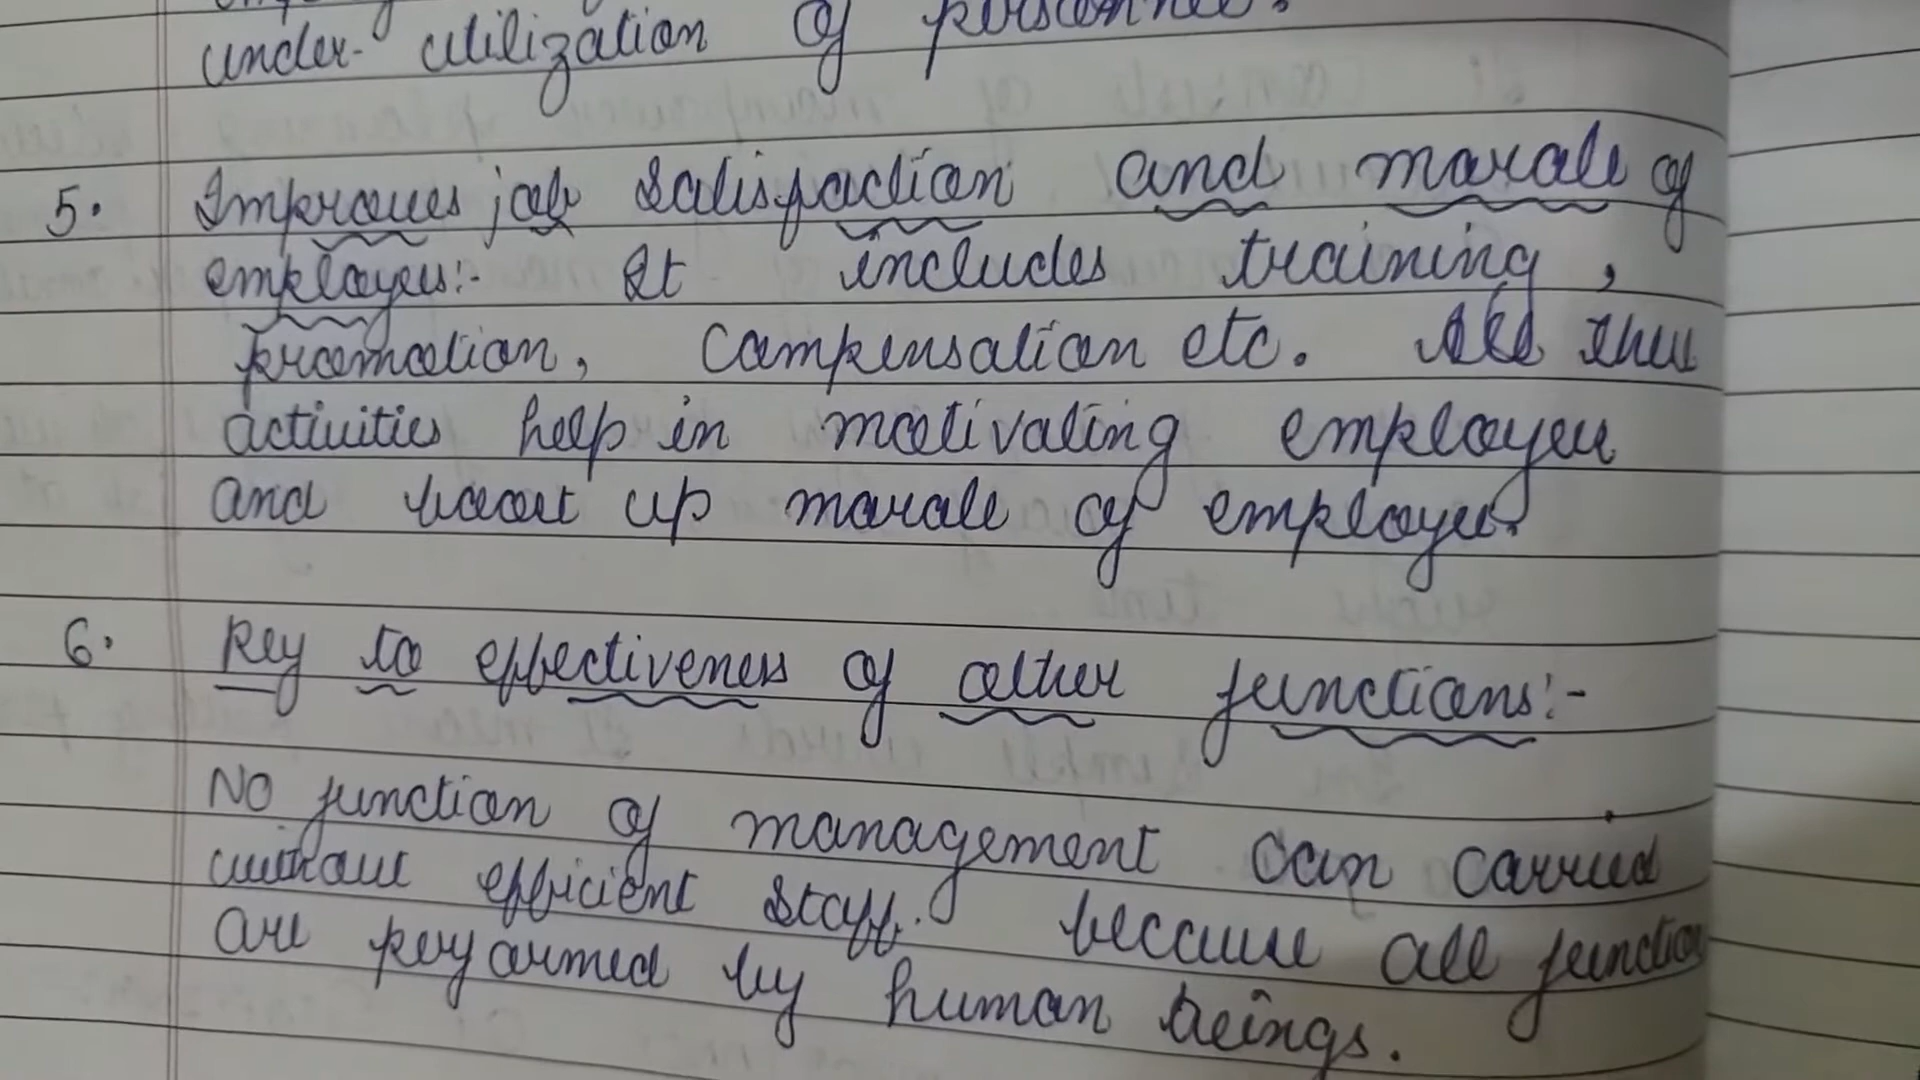 under-utilization of personnel.
5. Improves job satisfaction and morale of
employees:- It includes training,
promotion, compensation etc. All these
activities help in motivating employees
and boost up morale of employees.
6. Key to effectiveness of other functions:-
No function of management can carried
without efficient staff. because all function
are performed by human beings.